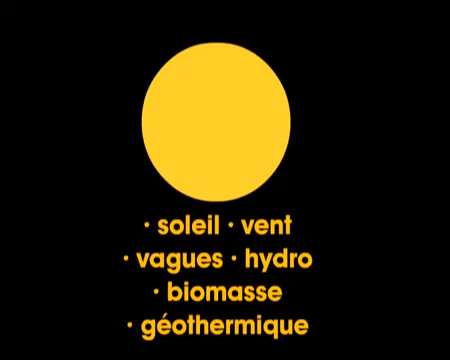 · soleil · vent
· vagues · hydro
· biomasse
· géothermique